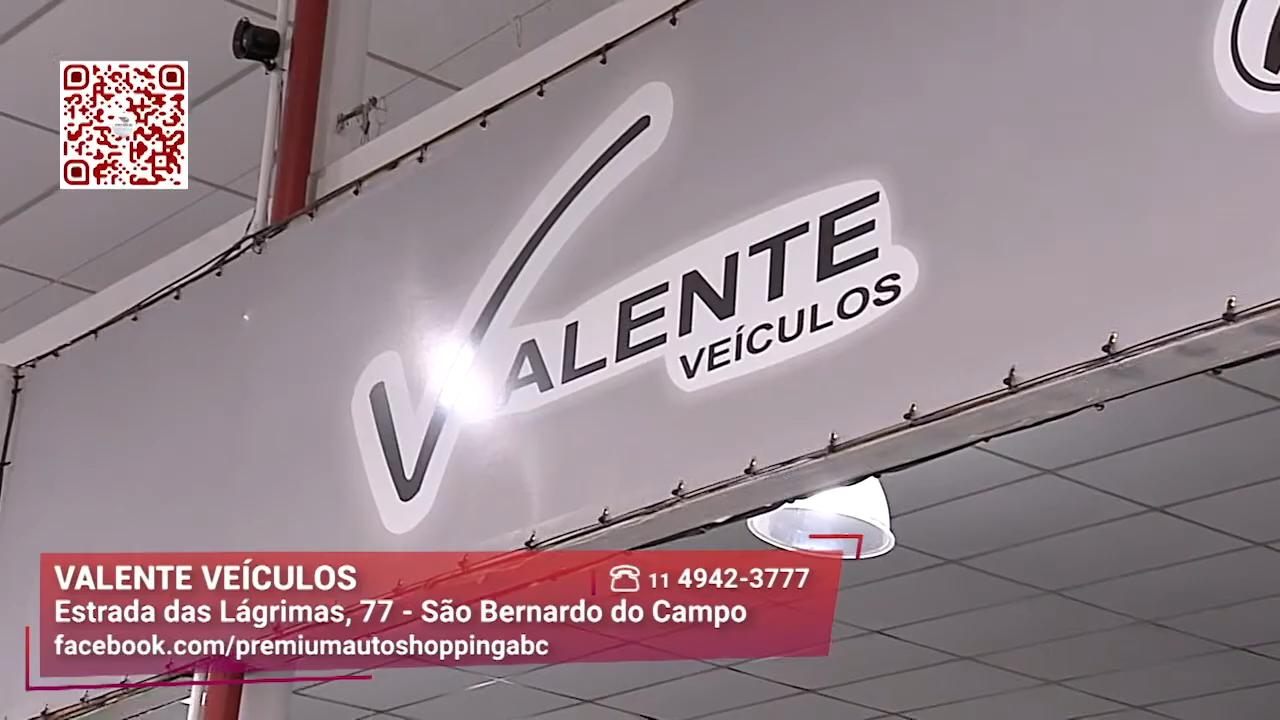 VALENTE
VEÍCULOS
VALENTE VEÍCULOS
11 4942-3777
Estrada das Lágrimas, 77 - São Bernardo do Campo
facebook.com/premiumautoshoppingabc